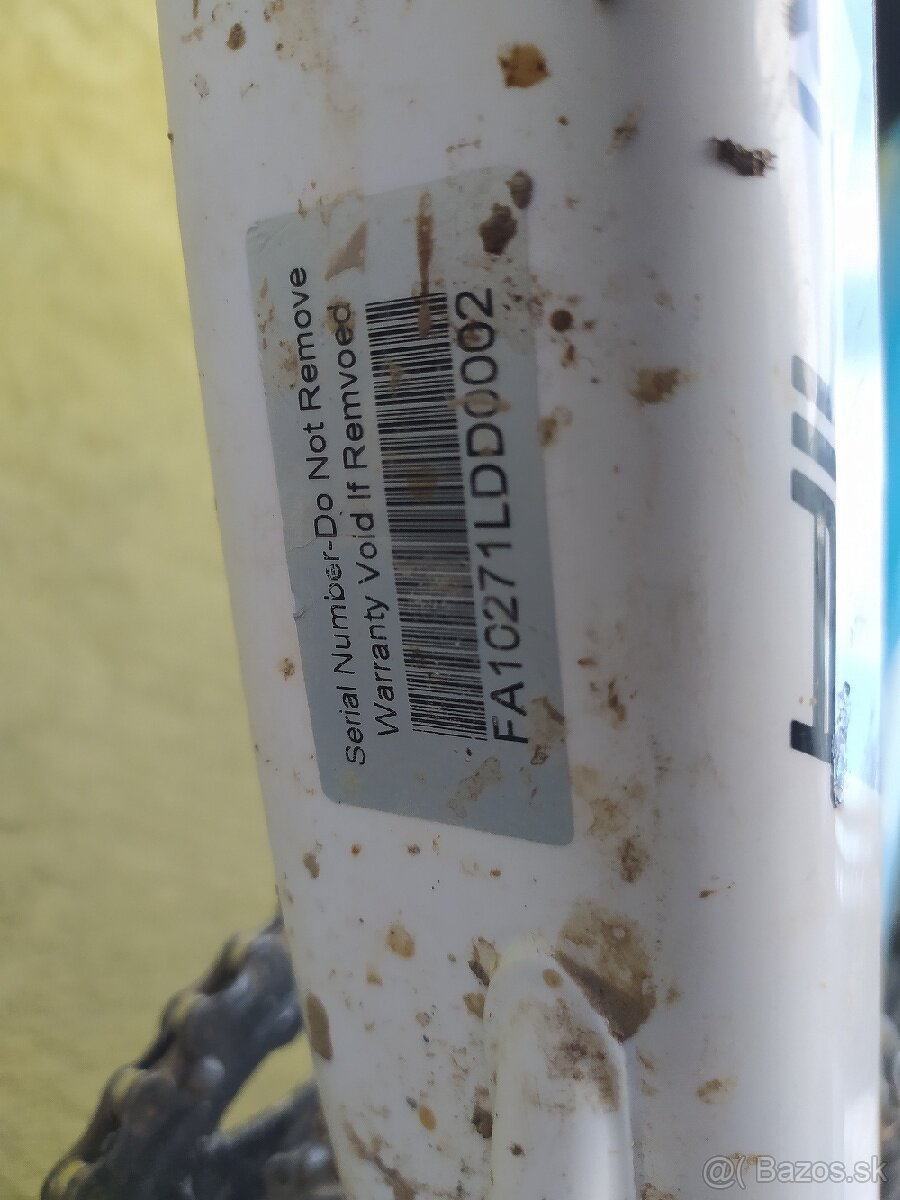 Serial Number-Do Not Remove
Warranty Void If Remvoed
FA10271LDD0002
@( Bazos.sk